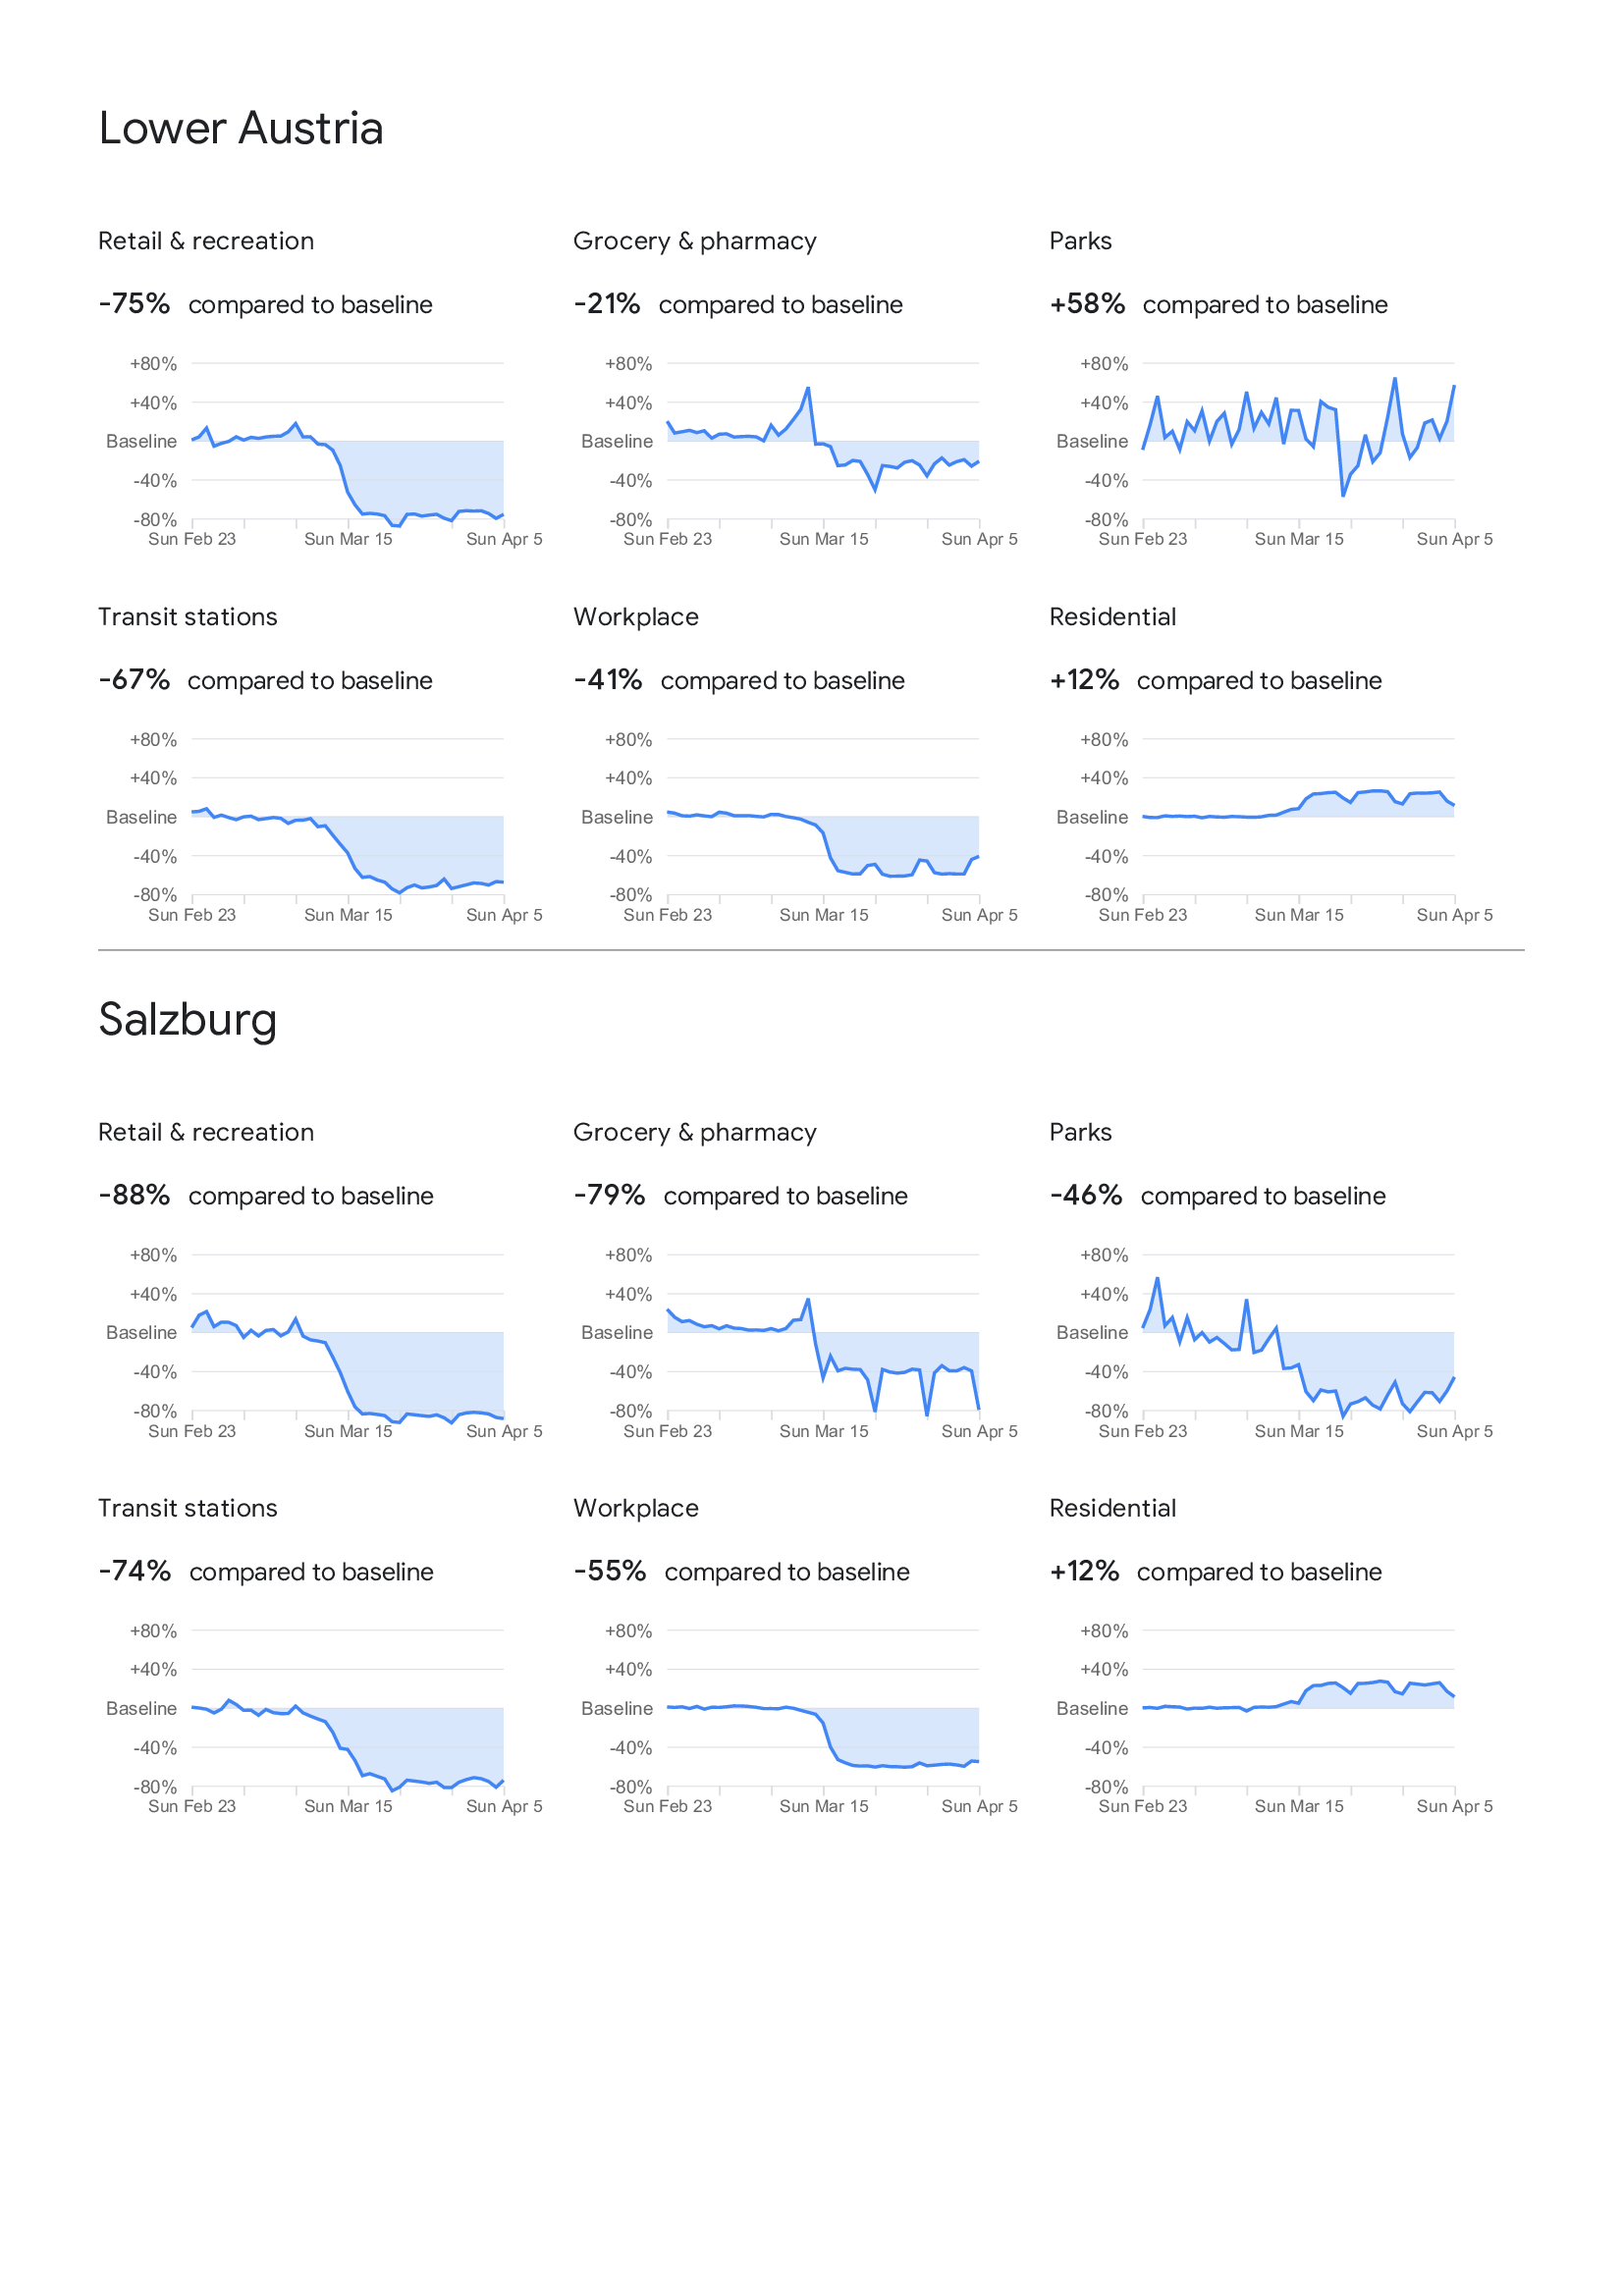 Lower Austria
Retail & recreation
-75% compared to baseline
+80%
+40%
Baseline
-40%
-80%
Sun Feb 23 Sun Mar 15 Sun Apr 5
Grocery & pharmacy
-21% compared to baseline
+80%
+40%
Baseline
-40%
-80%
Sun Feb 23 Sun Mar 15 Sun Apr 5
Parks
+58% compared to baseline
+80%
+40%
Baseline
-40%
-80%
Sun Feb 23 Sun Mar 15 Sun Apr 5
Transit stations
-67% compared to baseline
+80%
+40%
Baseline
-40%
-80%
Sun Feb 23 Sun Mar 15 Sun Apr 5
Workplace
-41% compared to baseline
+80%
+40%
Baseline
-40%
-80%
Sun Feb 23 Sun Mar 15 Sun Apr 5
Residential
+12% compared to baseline
+80%
+40%
Baseline
-40%
-80%
Sun Feb 23 Sun Mar 15 Sun Apr 5
Salzburg
Retail & recreation
-88% compared to baseline
+80%
+40%
Baseline
-40%
-80%
Sun Feb 23 Sun Mar 15 Sun Apr 5
Grocery & pharmacy
-79% compared to baseline
+80%
+40%
Baseline
-40%
-80%
Sun Feb 23 Sun Mar 15 Sun Apr 5
Parks
-46% compared to baseline
+80%
+40%
Baseline
-40%
-80%
Sun Feb 23 Sun Mar 15 Sun Apr 5
Transit stations
-74% compared to baseline
+80%
+40%
Baseline
-40%
-80%
Sun Feb 23 Sun Mar 15 Sun Apr 5
Workplace
-55% compared to baseline
+80%
+40%
Baseline
-40%
-80%
Sun Feb 23 Sun Mar 15 Sun Apr 5
Residential
+12% compared to baseline
+80%
+40%
Baseline
-40%
-80%
Sun Feb 23 Sun Mar 15 Sun Apr 5